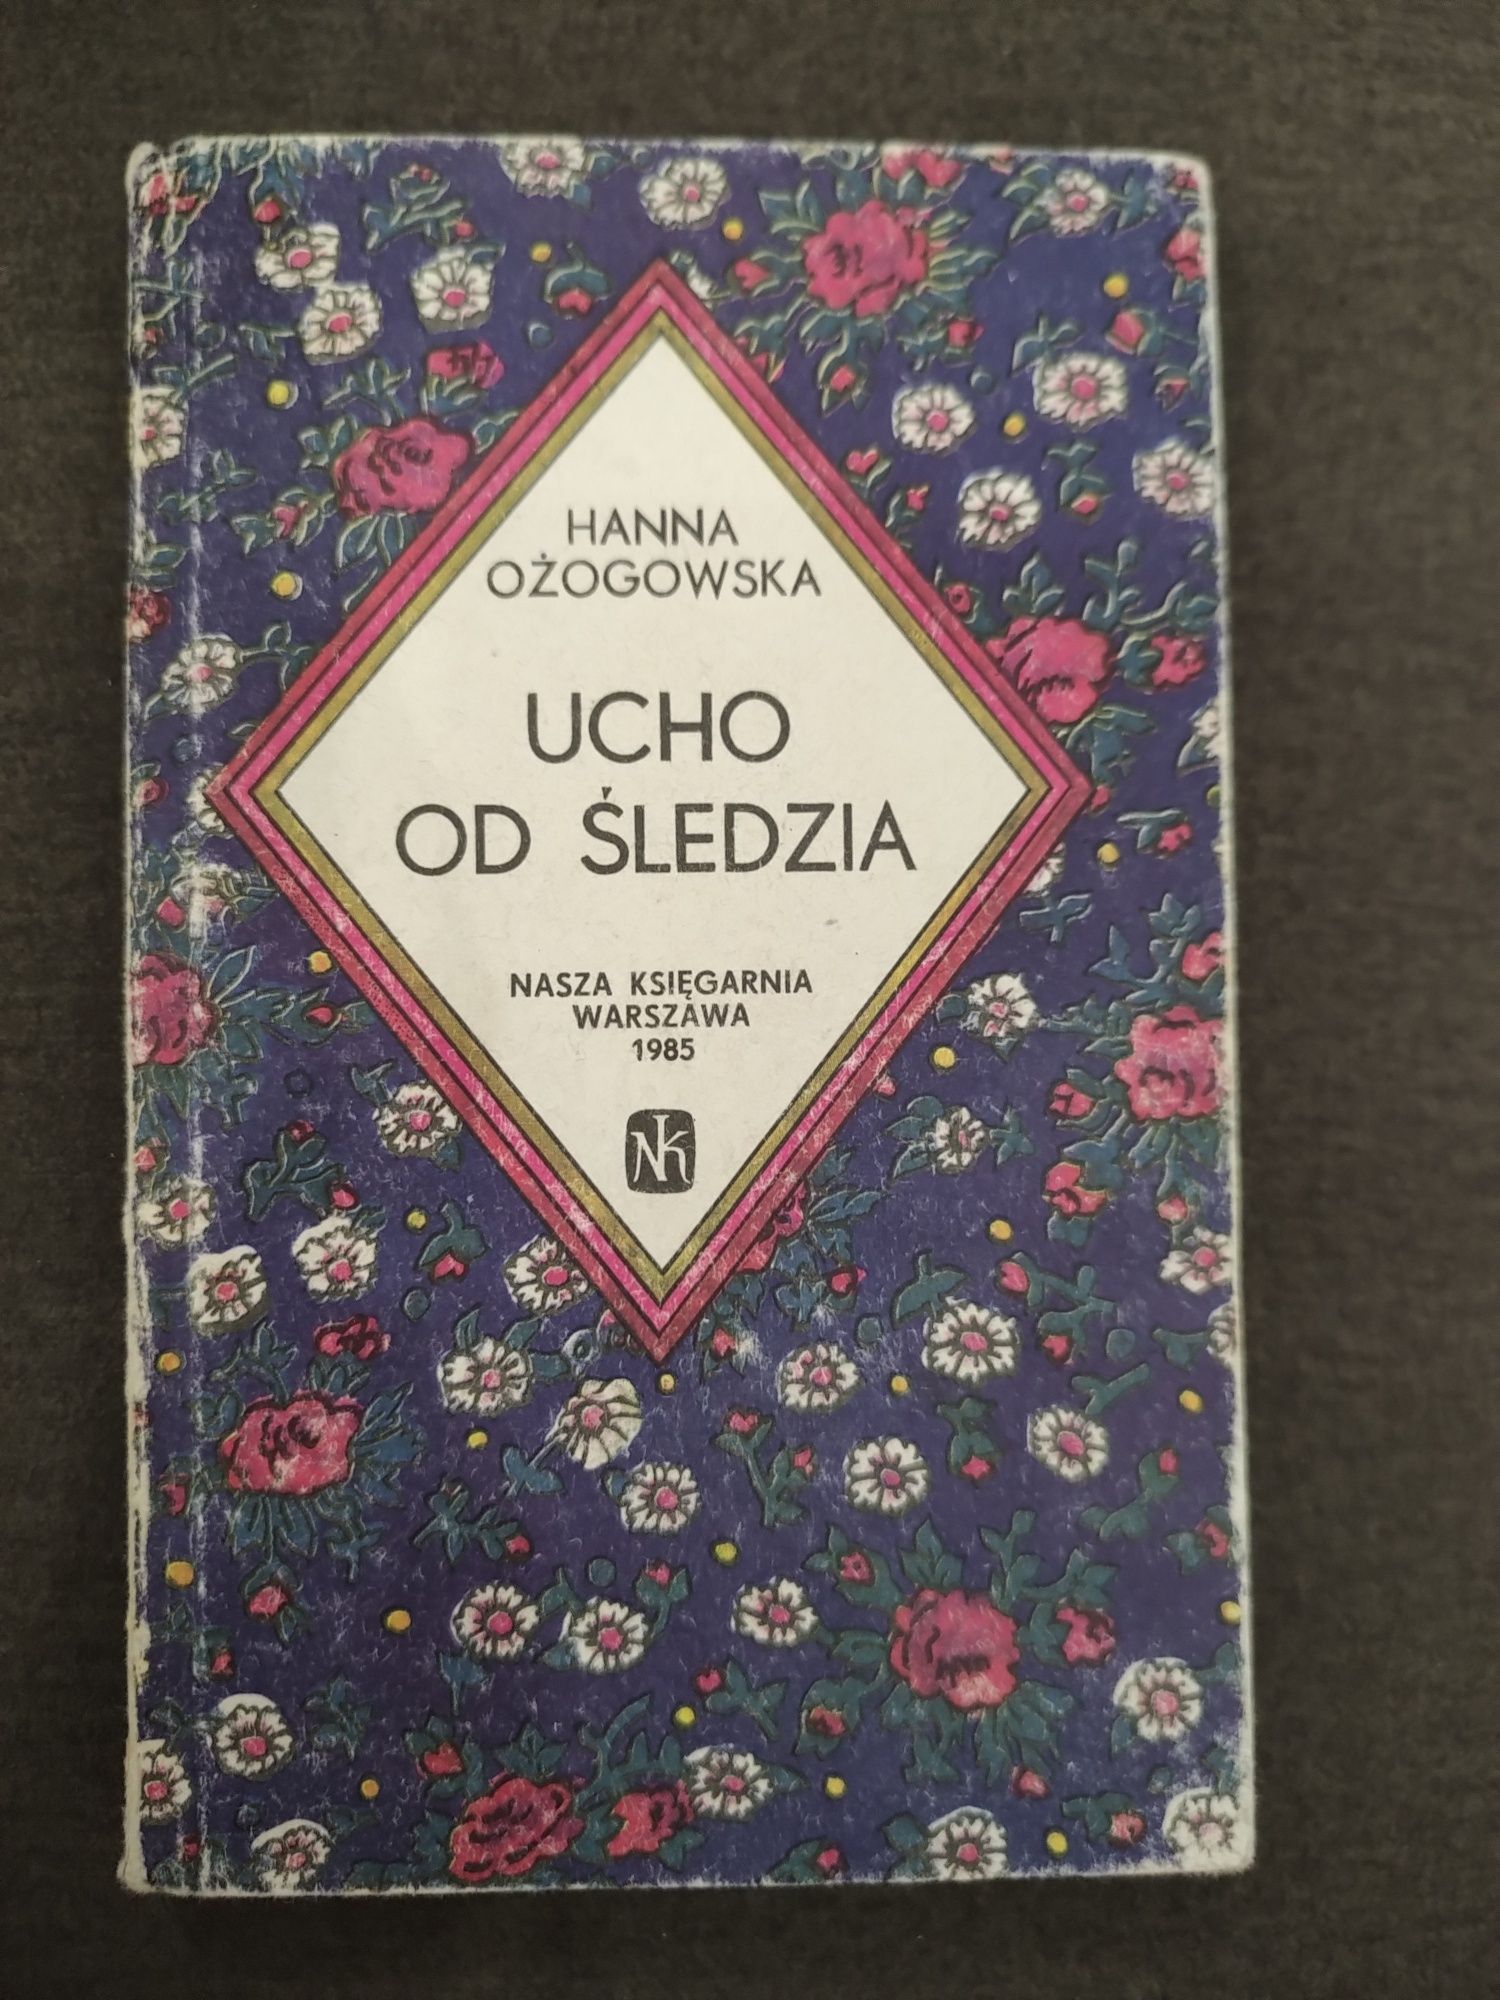 HANNA
OŻOGOWSKA
UCHO
OD ŚLEDZIA
NASZA KSIĘGARNIA
WARSZAWA
1985
NK